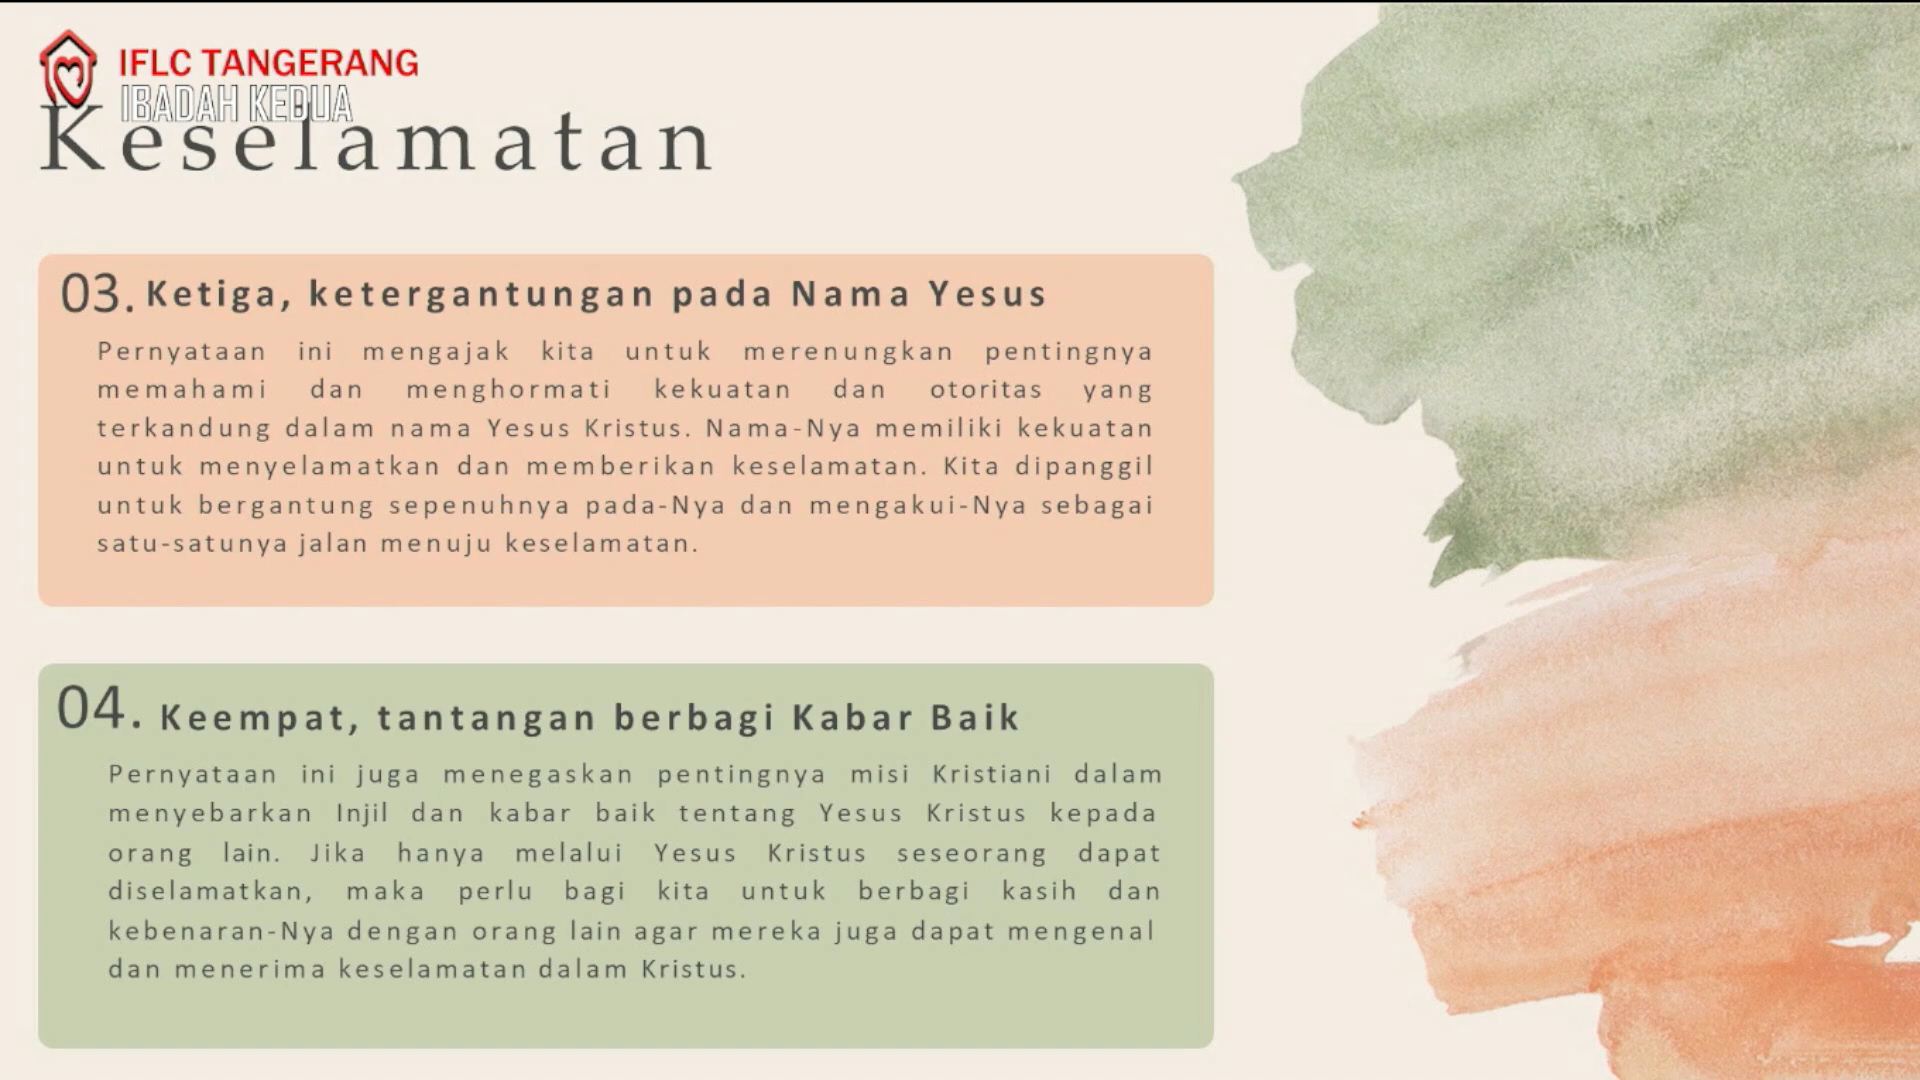 IFLC TANGERANG
IBADAH KEDUA
Keselamatan
03. Ketiga, ketergantungan pada Nama Yesus
Pernyataan ini mengajak kita untuk merenungkan pentingnya
memahami dan menghormati kekuatan dan otoritas yang
terkandung dalam nama Yesus Kristus. Nama-Nya memiliki kekuatan
untuk menyelamatkan dan memberikan keselamatan. Kita dipanggil
untuk bergantung sepenuhnya pada-Nya dan mengakui-Nya sebagai
satu-satunya jalan menuju keselamatan.
04. Keempat, tantangan berbagi Kabar Baik
Pernyataan ini juga menegaskan pentingnya misi Kristiani dalam
menyebarkan Injil dan kabar baik tentang Yesus Kristus kepada
orang lain. Jika hanya melalui Yesus Kristus seseorang dapat
diselamatkan, maka perlu bagi kita untuk berbagi kasih dan
kebenaran-Nya dengan orang lain agar mereka juga dapat mengenal
dan menerima keselamatan dalam Kristus.